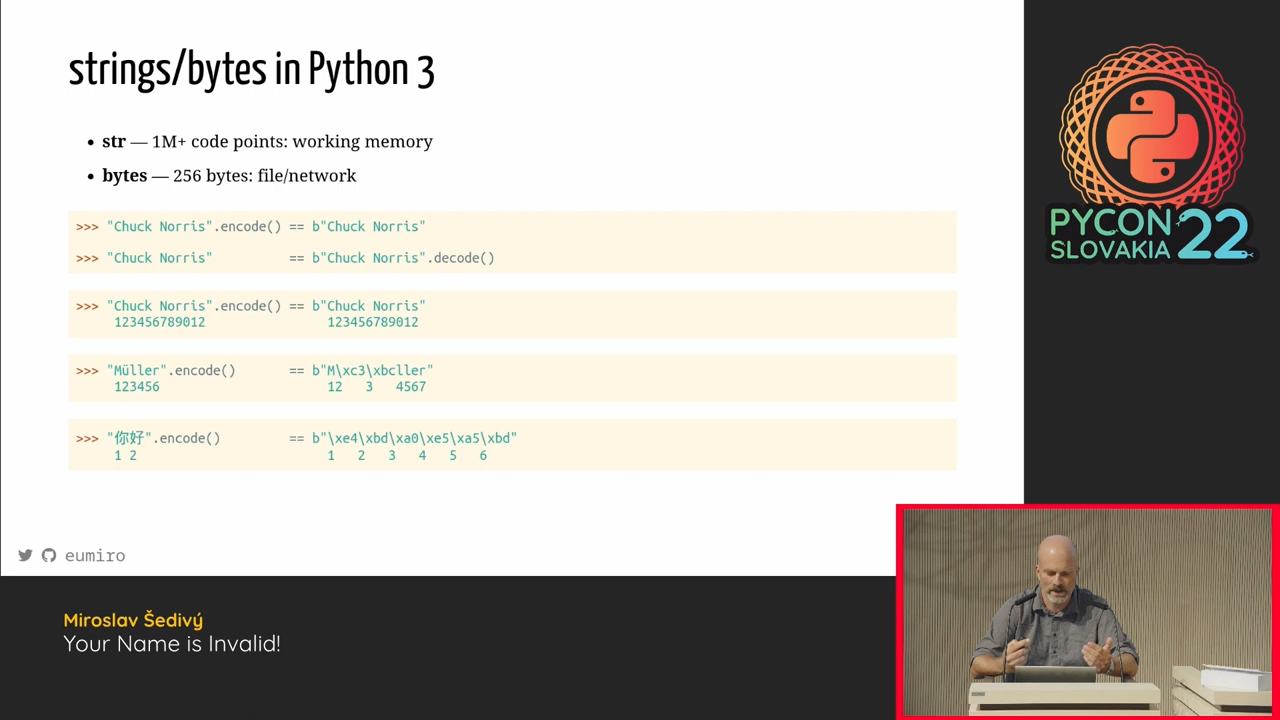 strings/bytes in Python 3
• str — 1M+ code points: working memory
• bytes — 256 bytes: file/network
>>> "Chuck Norris".encode() == b"Chuck Norris"
>>> "Chuck Norris"          == b"Chuck Norris".decode()
>>> "Chuck Norris".encode() == b"Chuck Norris"
     123456789012                123456789012
>>> "Müller".encode()       == b"M\xc3\xbcller"
     123456                      12   3   4567
>>> "你好".encode()         == b"\xe4\xbd\xa0\xe5\xa5\xbd"
     1 2                         1   2   3   4   5   6
eumiro
PYCON
SLOVAKIA 22
Miroslav Šedivý
Your Name is Invalid!